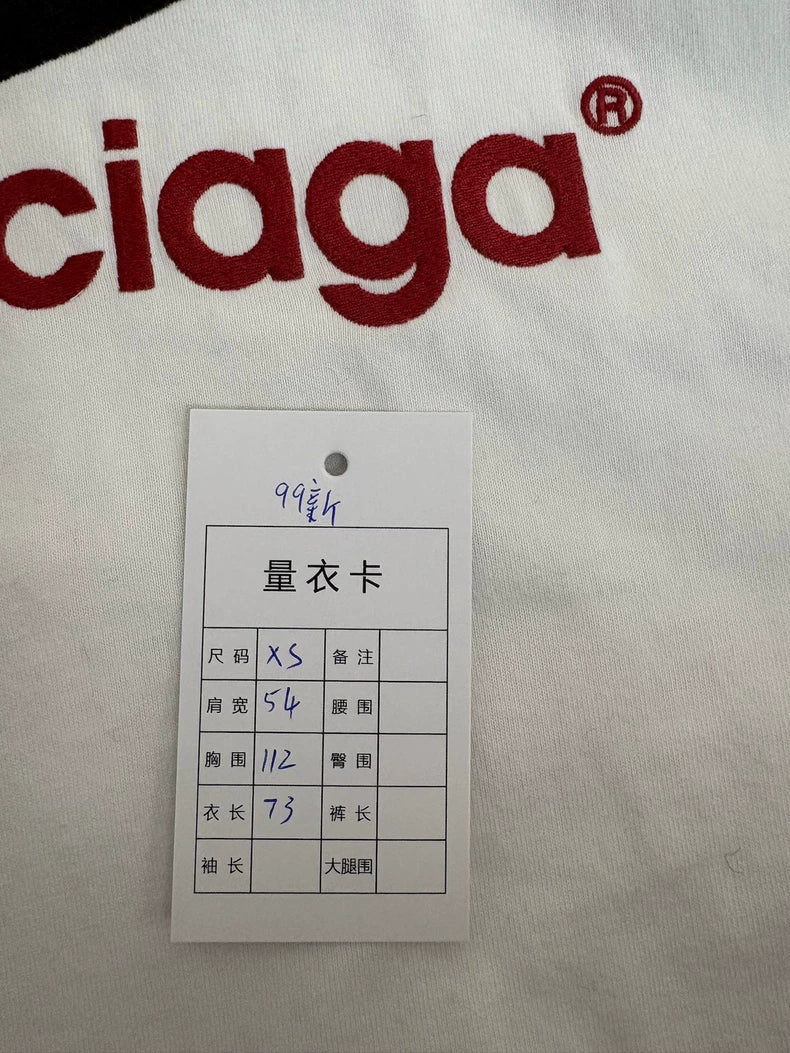 ciaga®
99新
量衣卡
尺码 XS 备注
肩宽 54 腰围
胸围 112 臀围
衣长 73 裤长
袖长 大腿围